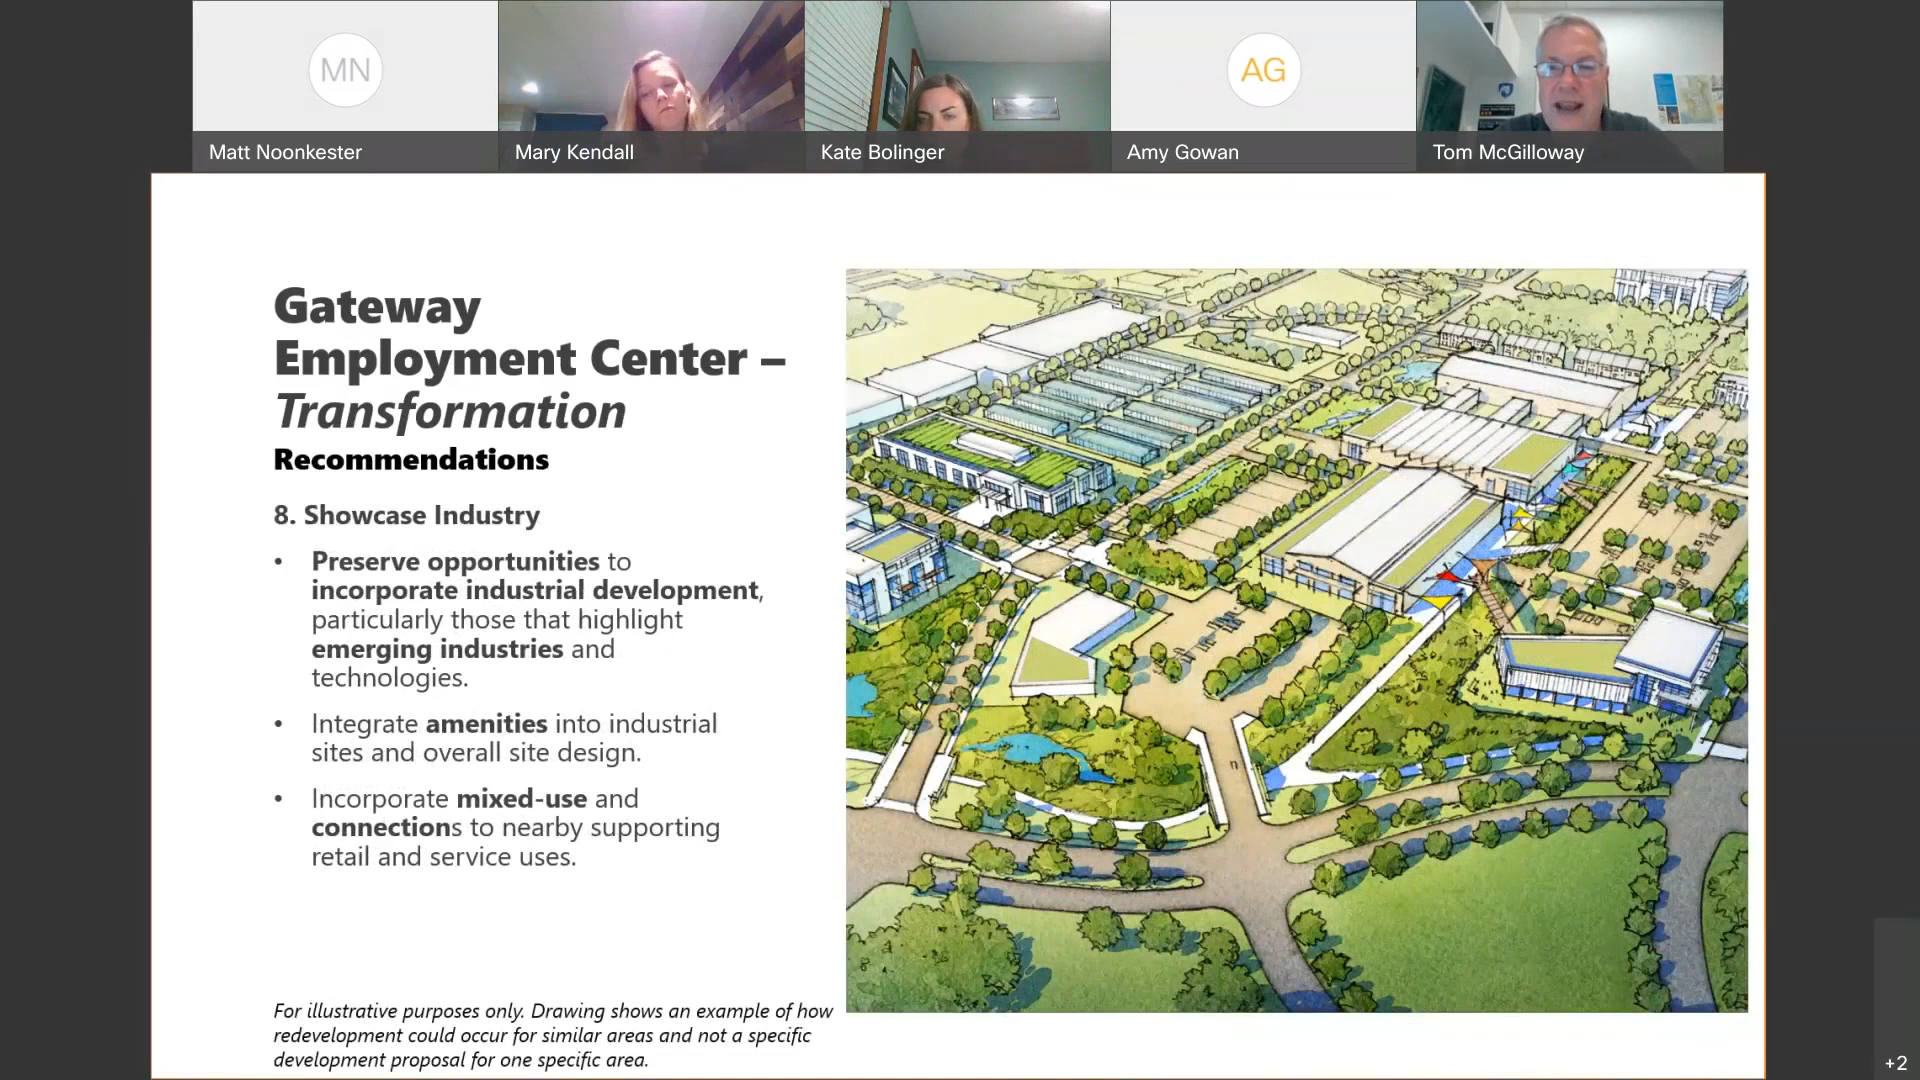 MN
AG
Matt Noonkester
Mary Kendall
Kate Bolinger
Amy Gowan
Tom McGilloway
Gateway
Employment Center –
Transformation
Recommendations
8. Showcase Industry
• Preserve opportunities to
incorporate industrial development,
particularly those that highlight
emerging industries and
technologies.
• Integrate amenities into industrial
sites and overall site design.
• Incorporate mixed-use and
connections to nearby supporting
retail and service uses.
For illustrative purposes only. Drawing shows an example of how
redevelopment could occur for similar areas and not a specific
development proposal for one specific area.
+2